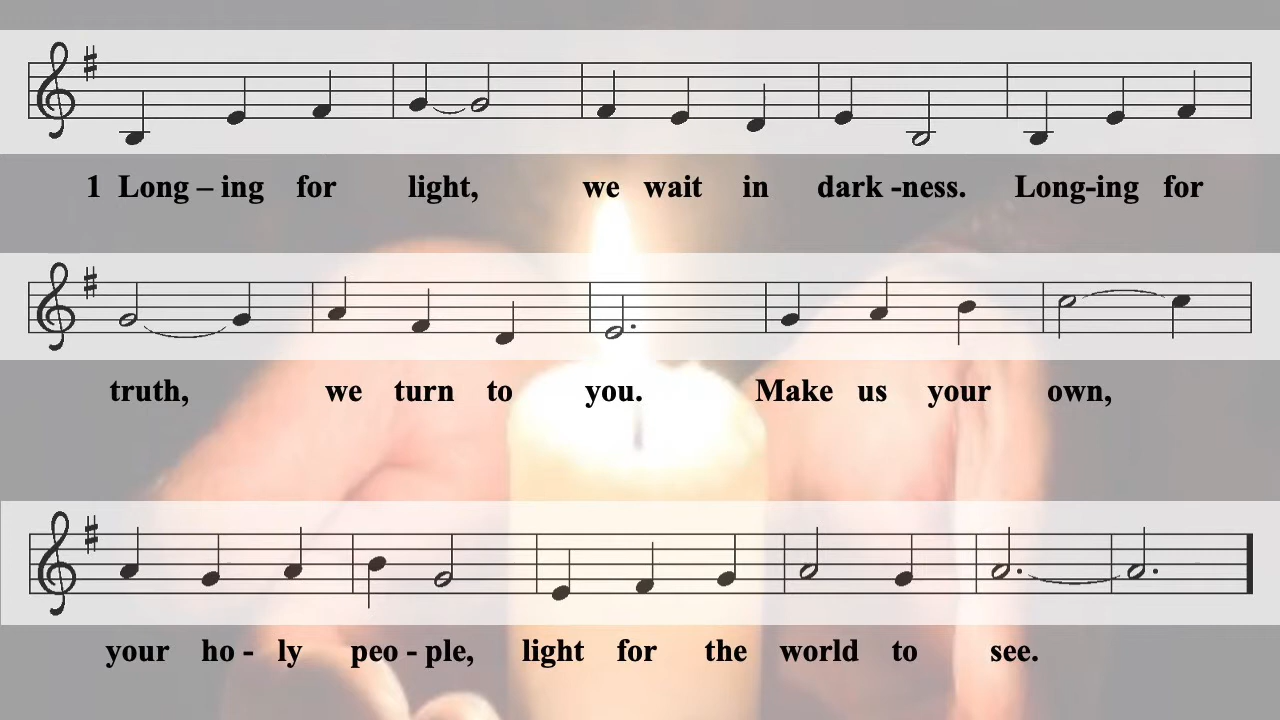 1 Long – ing for light, we wait in dark -ness. Long-ing for
truth, we turn to you. Make us your own,
your ho - ly peo - ple, light for the world to see.